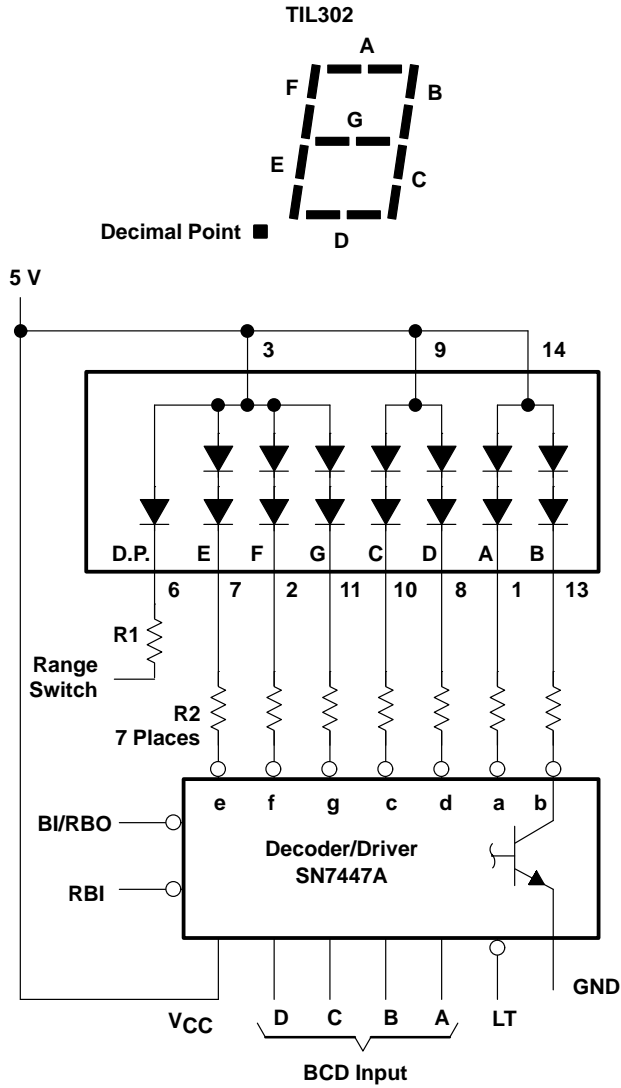 TIL302
A
F
B
G
E
C
Decimal Point
D
5 V
3 9 14
D.P. E F G C D A B
6 7 2 11 10 8 1 13
R1
Range
Switch
R2
7 Places
e f g c d a b
BI/RBO
Decoder/Driver
SN7447A
RBI
GND
VCC D C B A LT
BCD Input